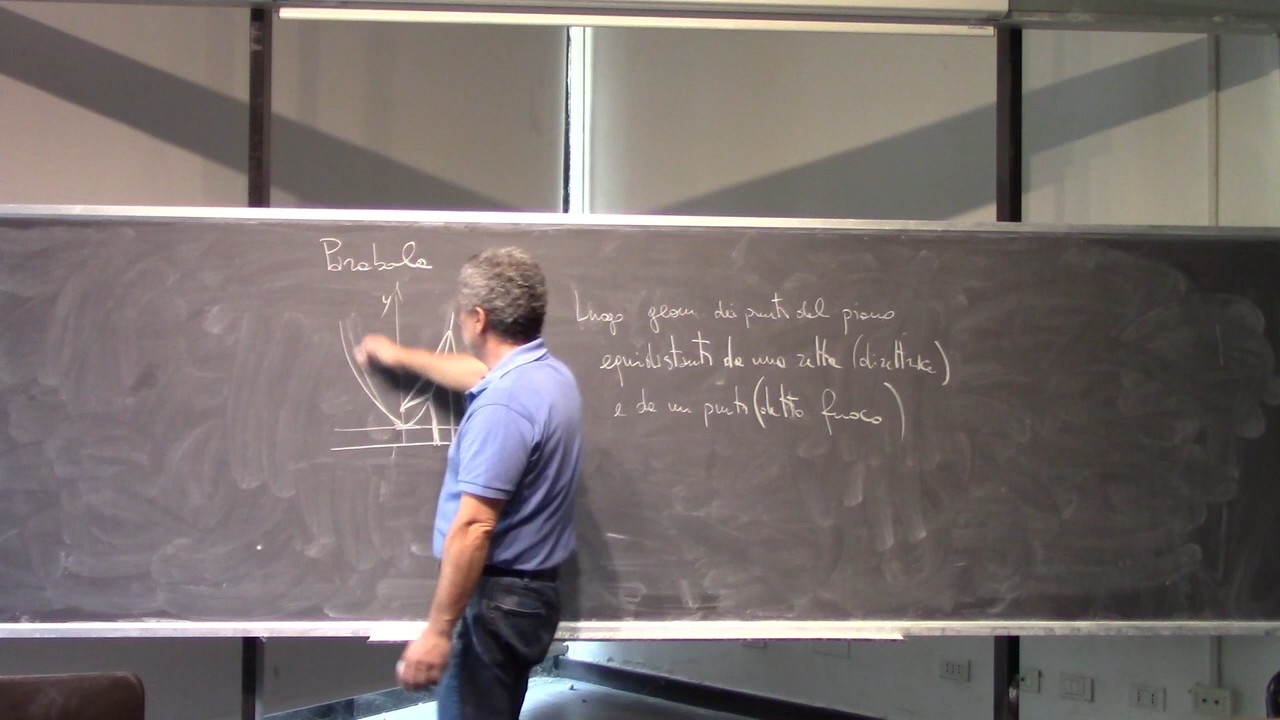 Parabola
y
Luogo geom dei punti del piano
equidistanti da una retta (direttrice)
e da un punto (detto fuoco)